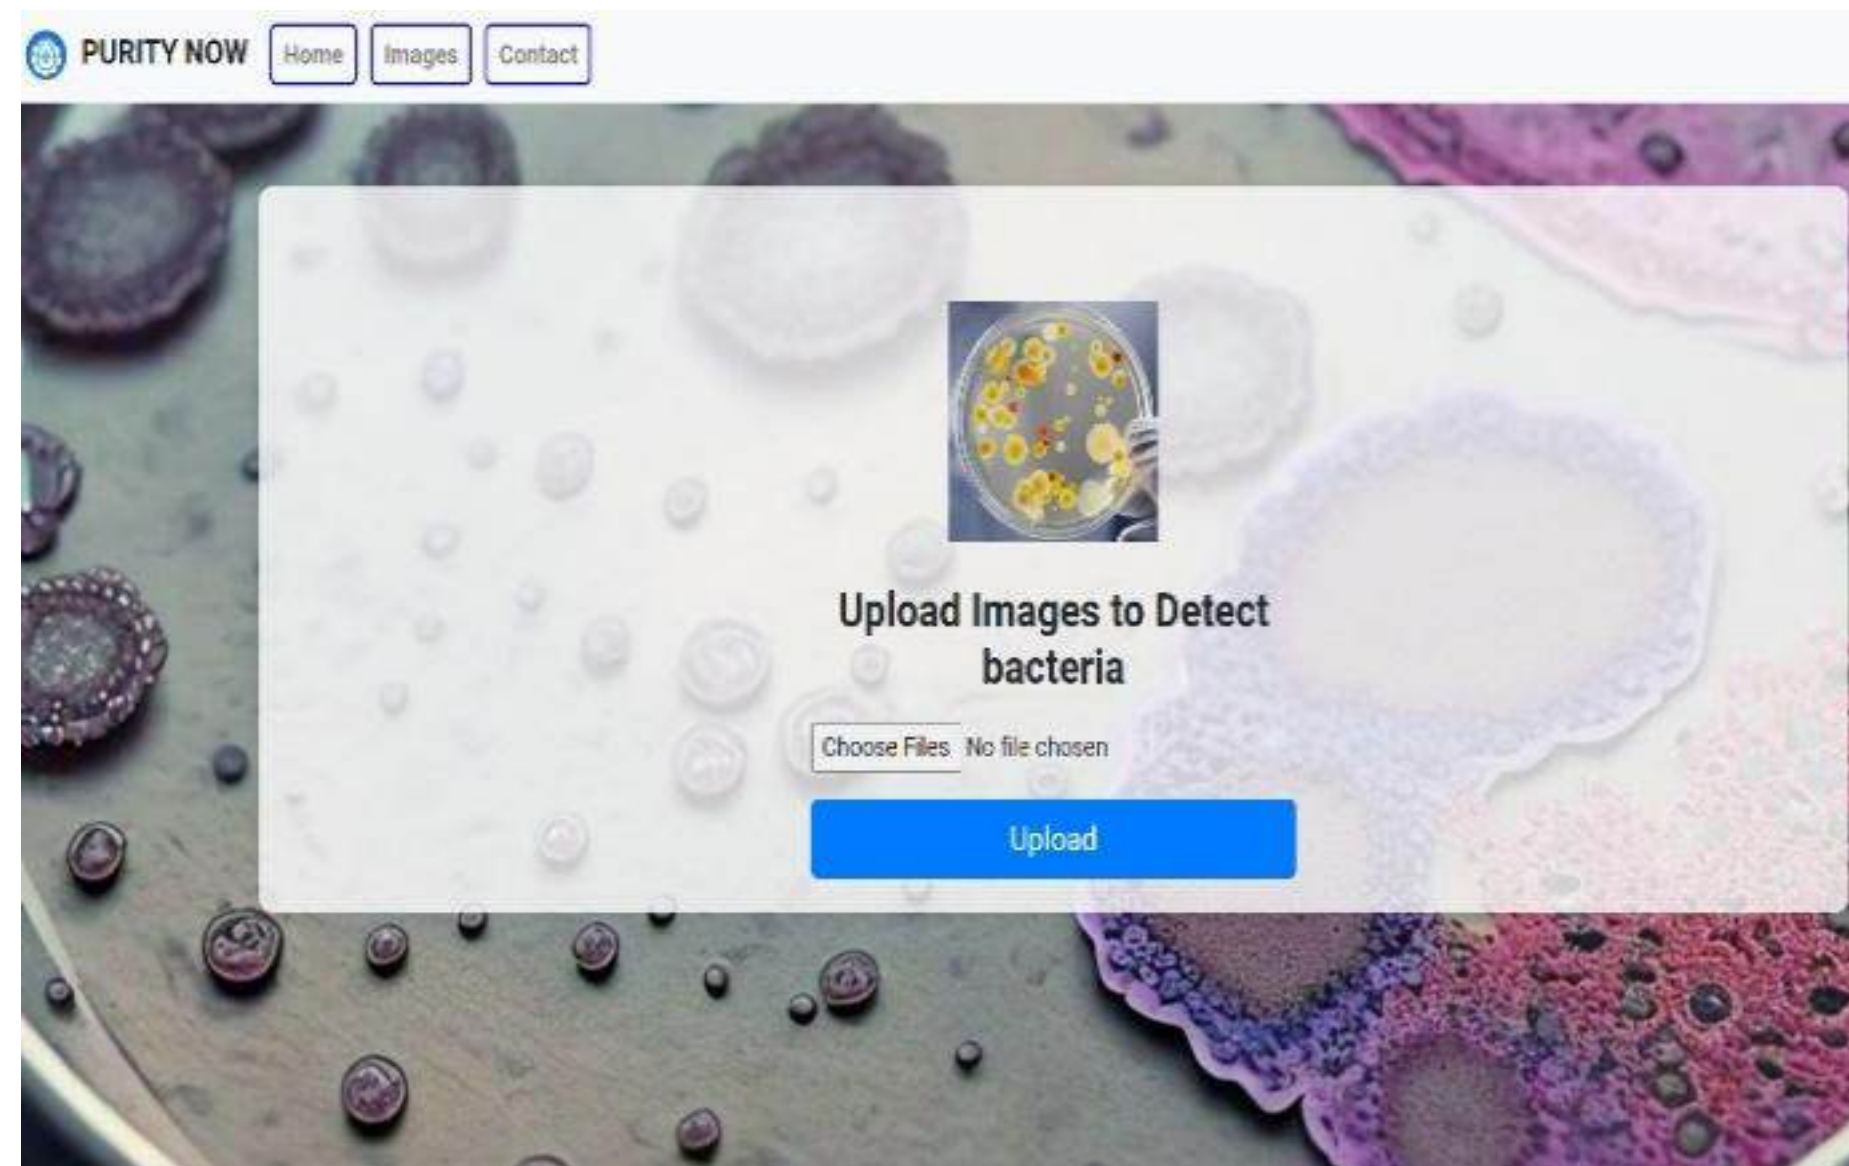 PURITY NOW Home Images Contact
Upload Images to Detect
bacteria
Choose Files No file chosen
Upload